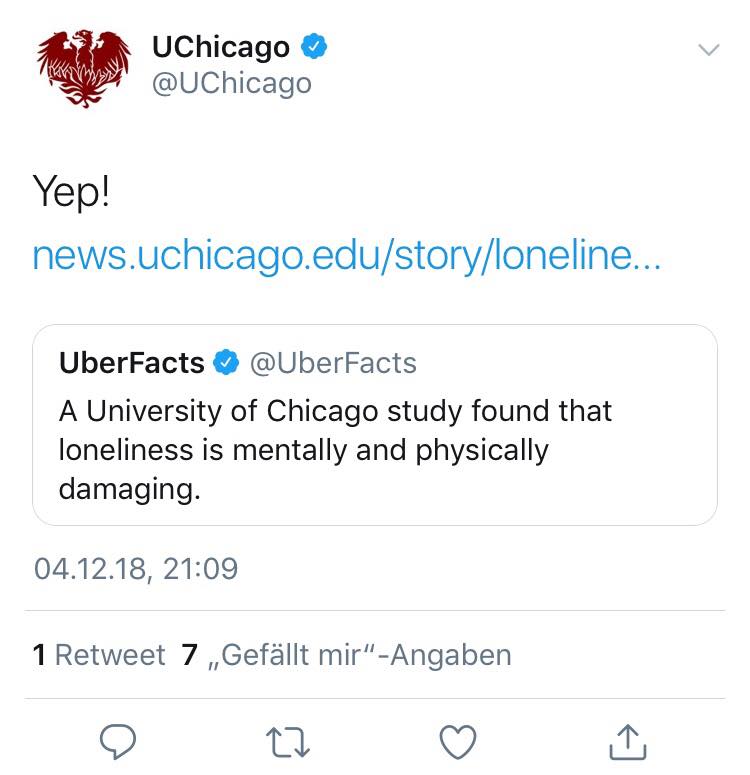 UChicago
@UChicago
Yep!
news.uchicago.edu/story/loneline...
UberFacts @UberFacts
A University of Chicago study found that
loneliness is mentally and physically
damaging.
04.12.18, 21:09
1 Retweet 7 „Gefällt mir“-Angaben